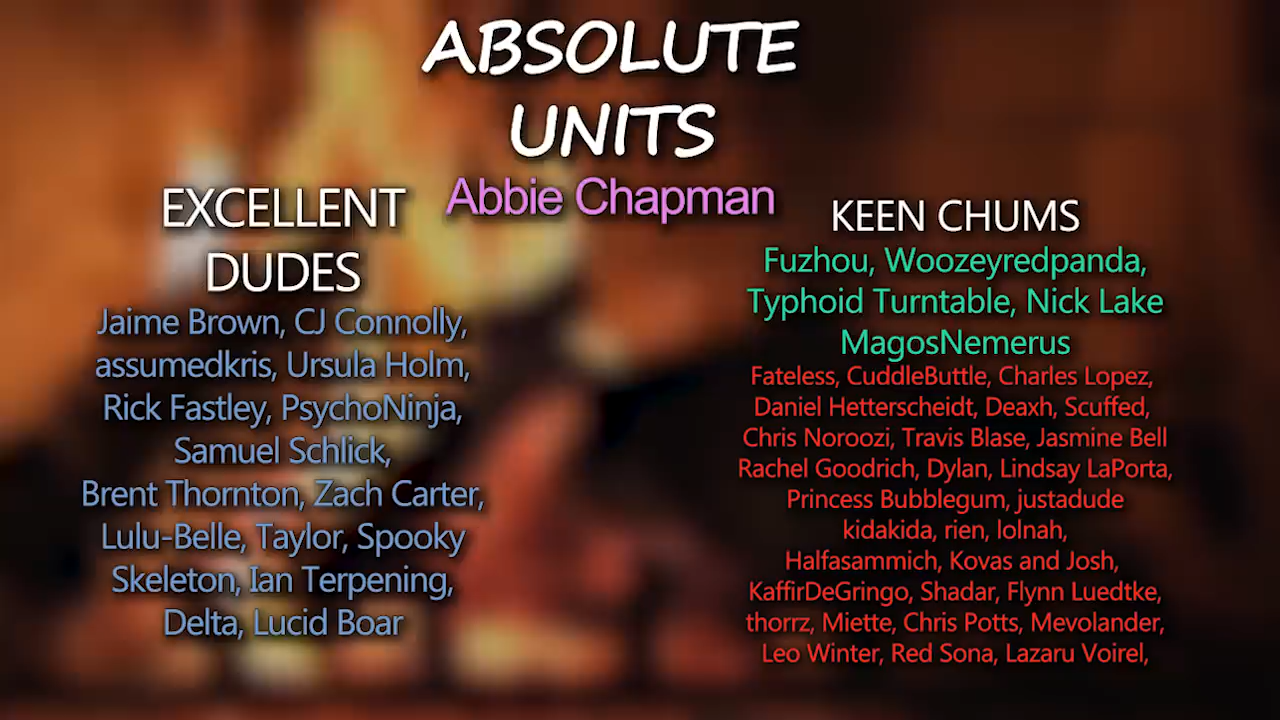 ABSOLUTE
UNITS
Abbie Chapman
EXCELLENT
DUDES
Jaime Brown, CJ Connolly,
assumedkris, Ursula Holm,
Rick Fastley, PsychoNinja,
Samuel Schlick,
Brent Thornton, Zach Carter,
Lulu-Belle, Taylor, Spooky
Skeleton, Ian Terpening,
Delta, Lucid Boar
KEEN CHUMS
Fuzhou, Woozeyredpanda,
Typhoid Turntable, Nick Lake
MagosNemerus
Fateless, CuddleButtle, Charles Lopez,
Daniel Hetterscheidt, Deaxh, Scuffed,
Chris Noroozi, Travis Blase, Jasmine Bell
Rachel Goodrich, Dylan, Lindsay LaPorta,
Princess Bubblegum, justadude
kidakida, rien, lolnah,
Halfasammich, Kovas and Josh,
KaffirDeGringo, Shadar, Flynn Luedtke,
thorrz, Miette, Chris Potts, Mevolander,
Leo Winter, Red Sona, Lazaru Voirel,